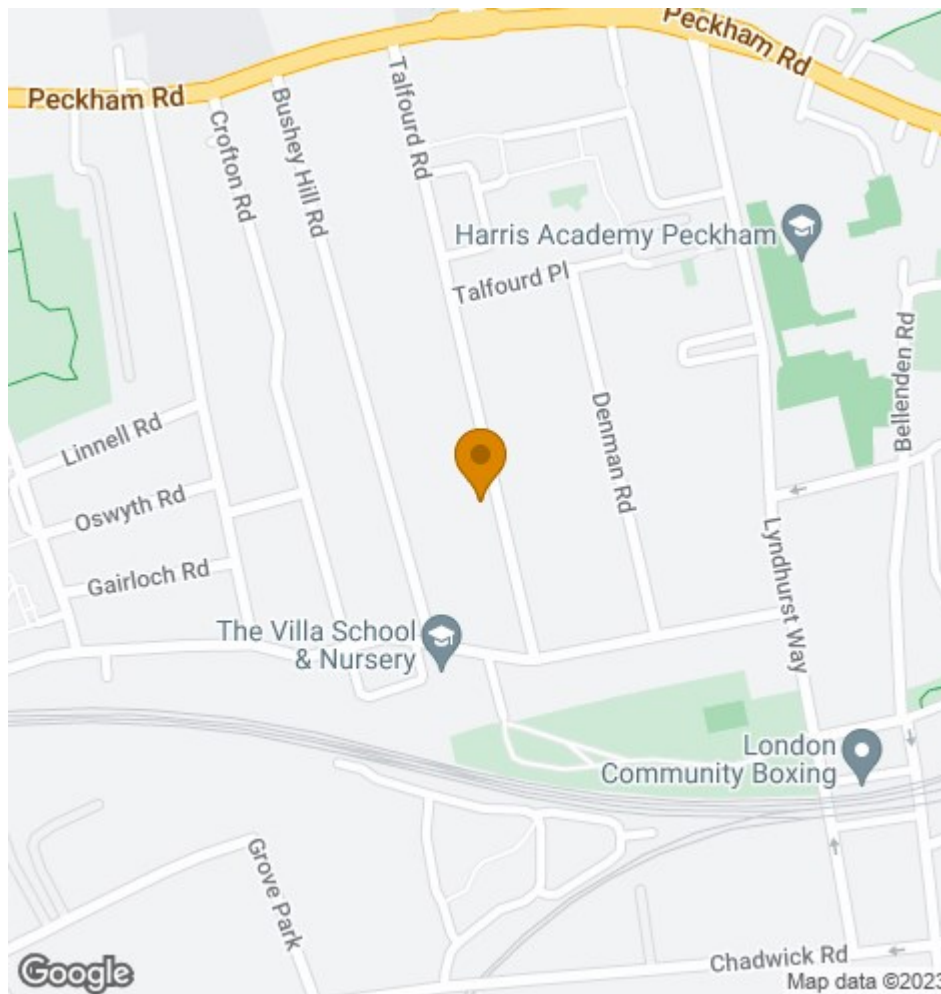 Peckham Rd
Peckham Rd
Talfourd Rd
Bushey Hill Rd
Crofton Rd
Harris Academy Peckham
Talfourd Pl
Bellenden Rd
Denman Rd
Linnell Rd
Oswyth Rd
Gairloch Rd
Lyndhurst Way
The Villa School
& Nursery
London
Community Boxing
Grove Park
Chadwick Rd
Google
Map data ©2023